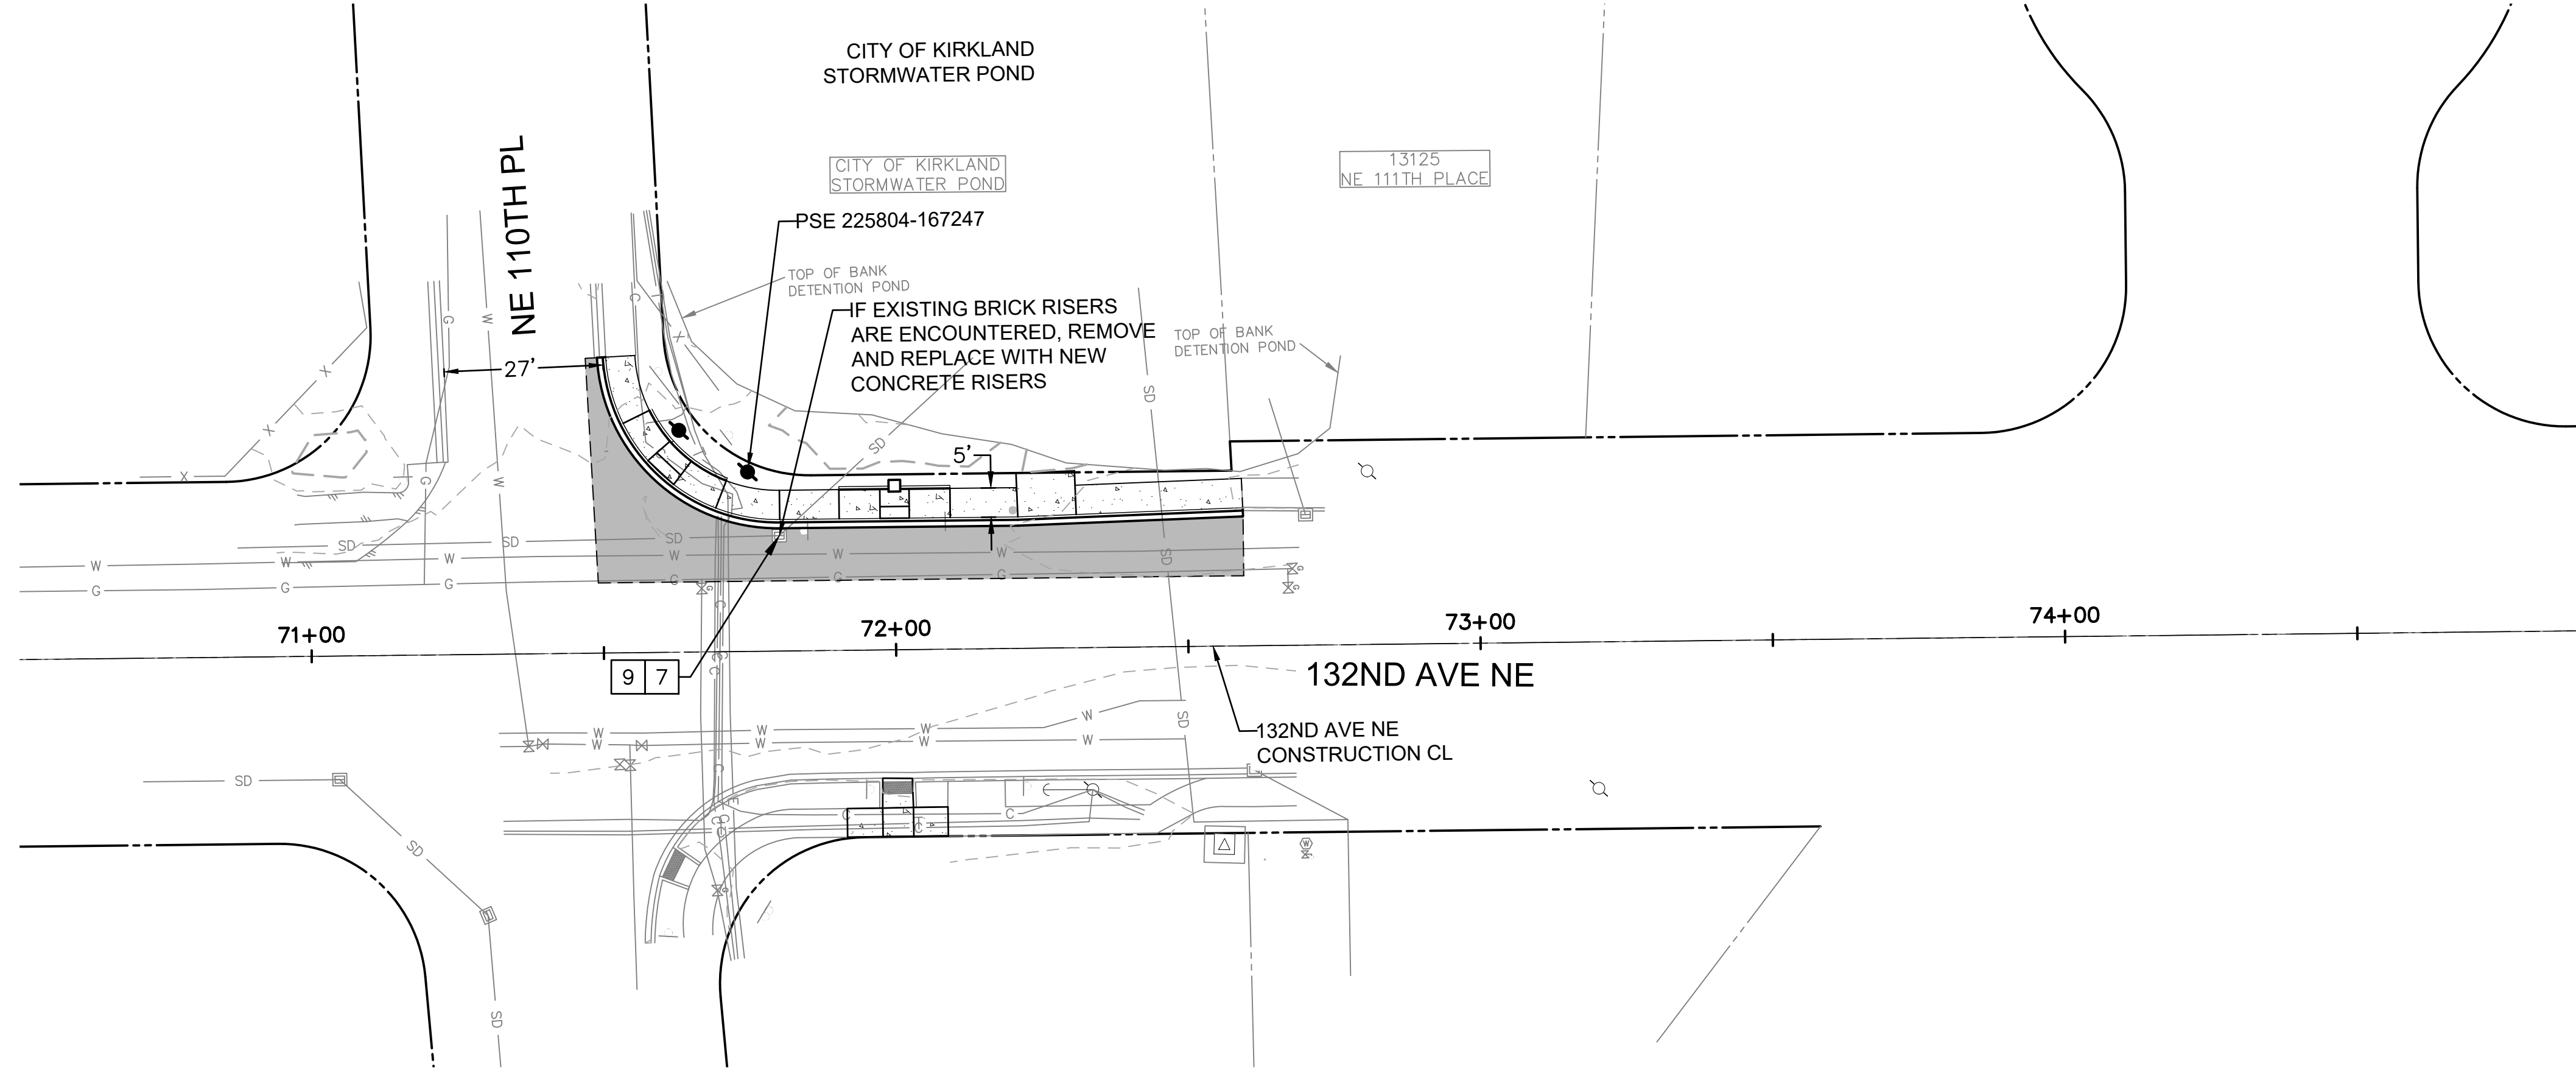 CITY OF KIRKLAND
STORMWATER POND
NE 110TH PL
CITY OF KIRKLAND
STORMWATER POND
13125
NE 111TH PLACE
PSE 225804-167247
TOP OF BANK
DETENTION POND
IF EXISTING BRICK RISERS
ARE ENCOUNTERED, REMOVE
AND REPLACE WITH NEW
CONCRETE RISERS
TOP OF BANK
DETENTION POND
27'
5'
G
W
C
X
X
X
X
SD
SD
W
G
SD
SD
SD
W
W
W
W
W
SD
G
G
G
G
G
G
71+00
72+00
73+00
74+00
9 7
132ND AVE NE
132ND AVE NE
CONSTRUCTION CL
W
W
W
W
W
W
W
SD
SD
SD
SD
C
C
C
C
W